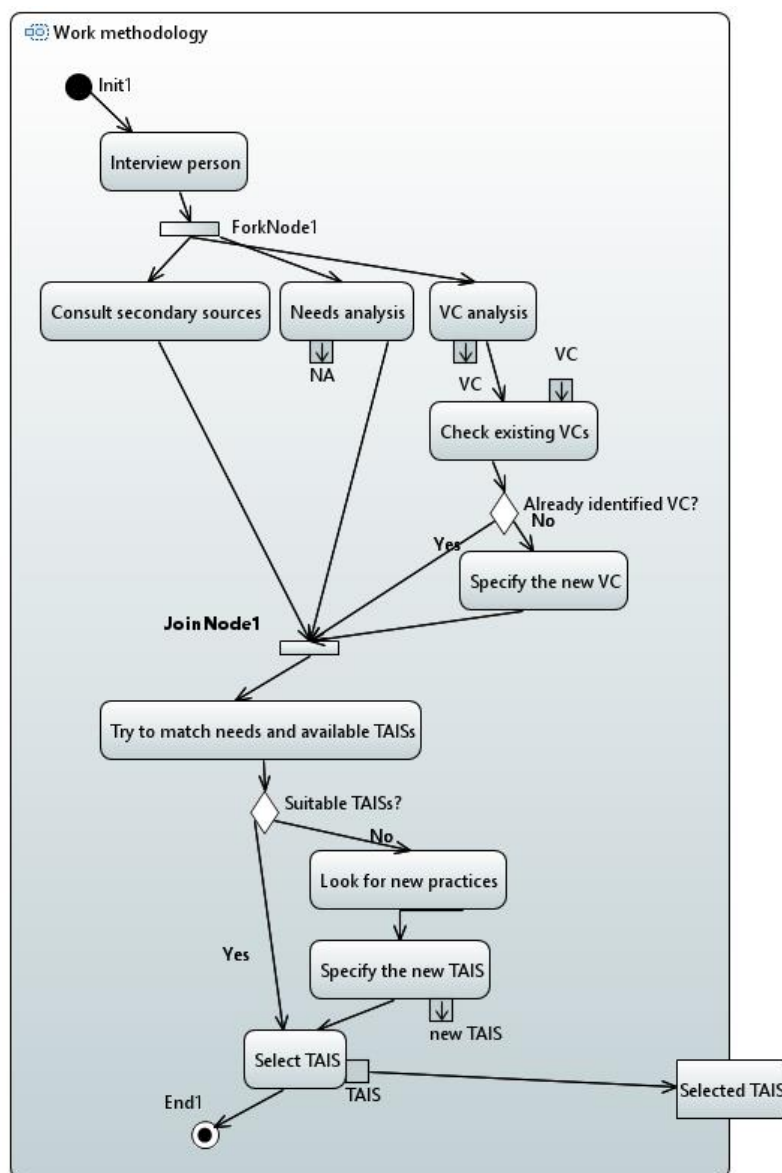 Work methodology
Init1
Interview person
ForkNode1
Consult secondary sources
Needs analysis
VC analysis
NA
VC
VC
Check existing VCs
Already identified VC?
No
Yes
Specify the new VC
JoinNode1
Try to match needs and available TAISs
Suitable TAISs?
No
Look for new practices
Yes
Specify the new TAIS
new TAIS
Select TAIS
TAIS
Selected TAIS
End1